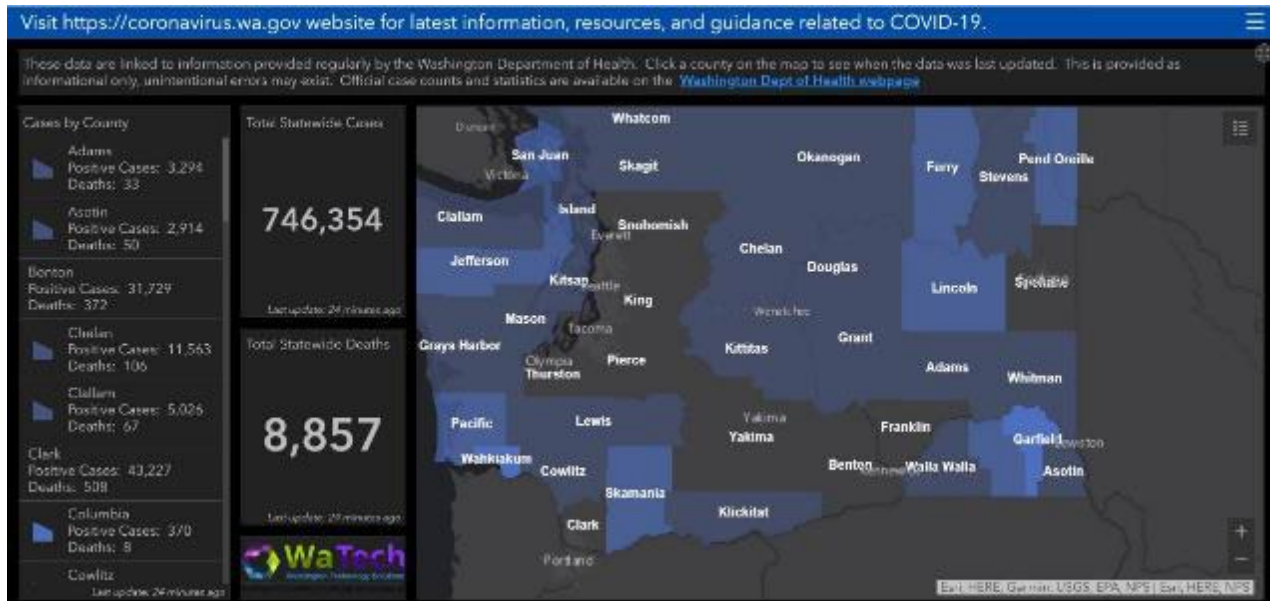 Visit https://coronavirus.wa.gov website for latest information, resources, and guidance related to COVID-19.
These data are linked to information provided regularly by the Washington Department of Health. Click a county on the map to see when the data was last updated. This is provided as
informational only, unintentional errors may exist. Official case counts and statistics are available on the Washington Dept of Health webpage
Cases by County
Adams
Positive Cases: 3,294
Deaths: 33
Asotin
Positive Cases: 2,914
Deaths: 50
Benton
Positive Cases: 31,729
Deaths: 372
Chelan
Positive Cases: 11,563
Deaths: 106
Clallam
Positive Cases: 5,026
Deaths: 67
Clark
Positive Cases: 43,227
Deaths: 508
Columbia
Positive Cases: 370
Deaths: 8
Cowlitz
Last update: 24 minutes ago
Total Statewide Cases
746,354
Last update: 24 minutes ago
Total Statewide Deaths
8,857
Last update: 24 minutes ago
WaTech
Washington Technology Solutions
Whatcom
Duncan
San Juan
Skagit
Okanogan
Ferry
Pend Oreille
Victoria
Stevens
Clallam
Island
Snohomish
Everett
Chelan
Jefferson
Douglas
Kitsap
Seattle
Lincoln
Spokane
King
Mason
Wenatchee
Tacoma
Grays Harbor
Grant
Kittitas
Olympia
Pierce
Thurston
Adams
Whitman
Pacific
Lewis
Yakima
Yakima
Franklin
Garfield
Lewiston
Wahkiakum
Cowlitz
Benton
Kennewick
Walla Walla
Asotin
Skamania
Klickitat
Clark
Portland
+
−
Esri, HERE, Garmin, USGS, EPA, NPS | Esri, HERE, NPS